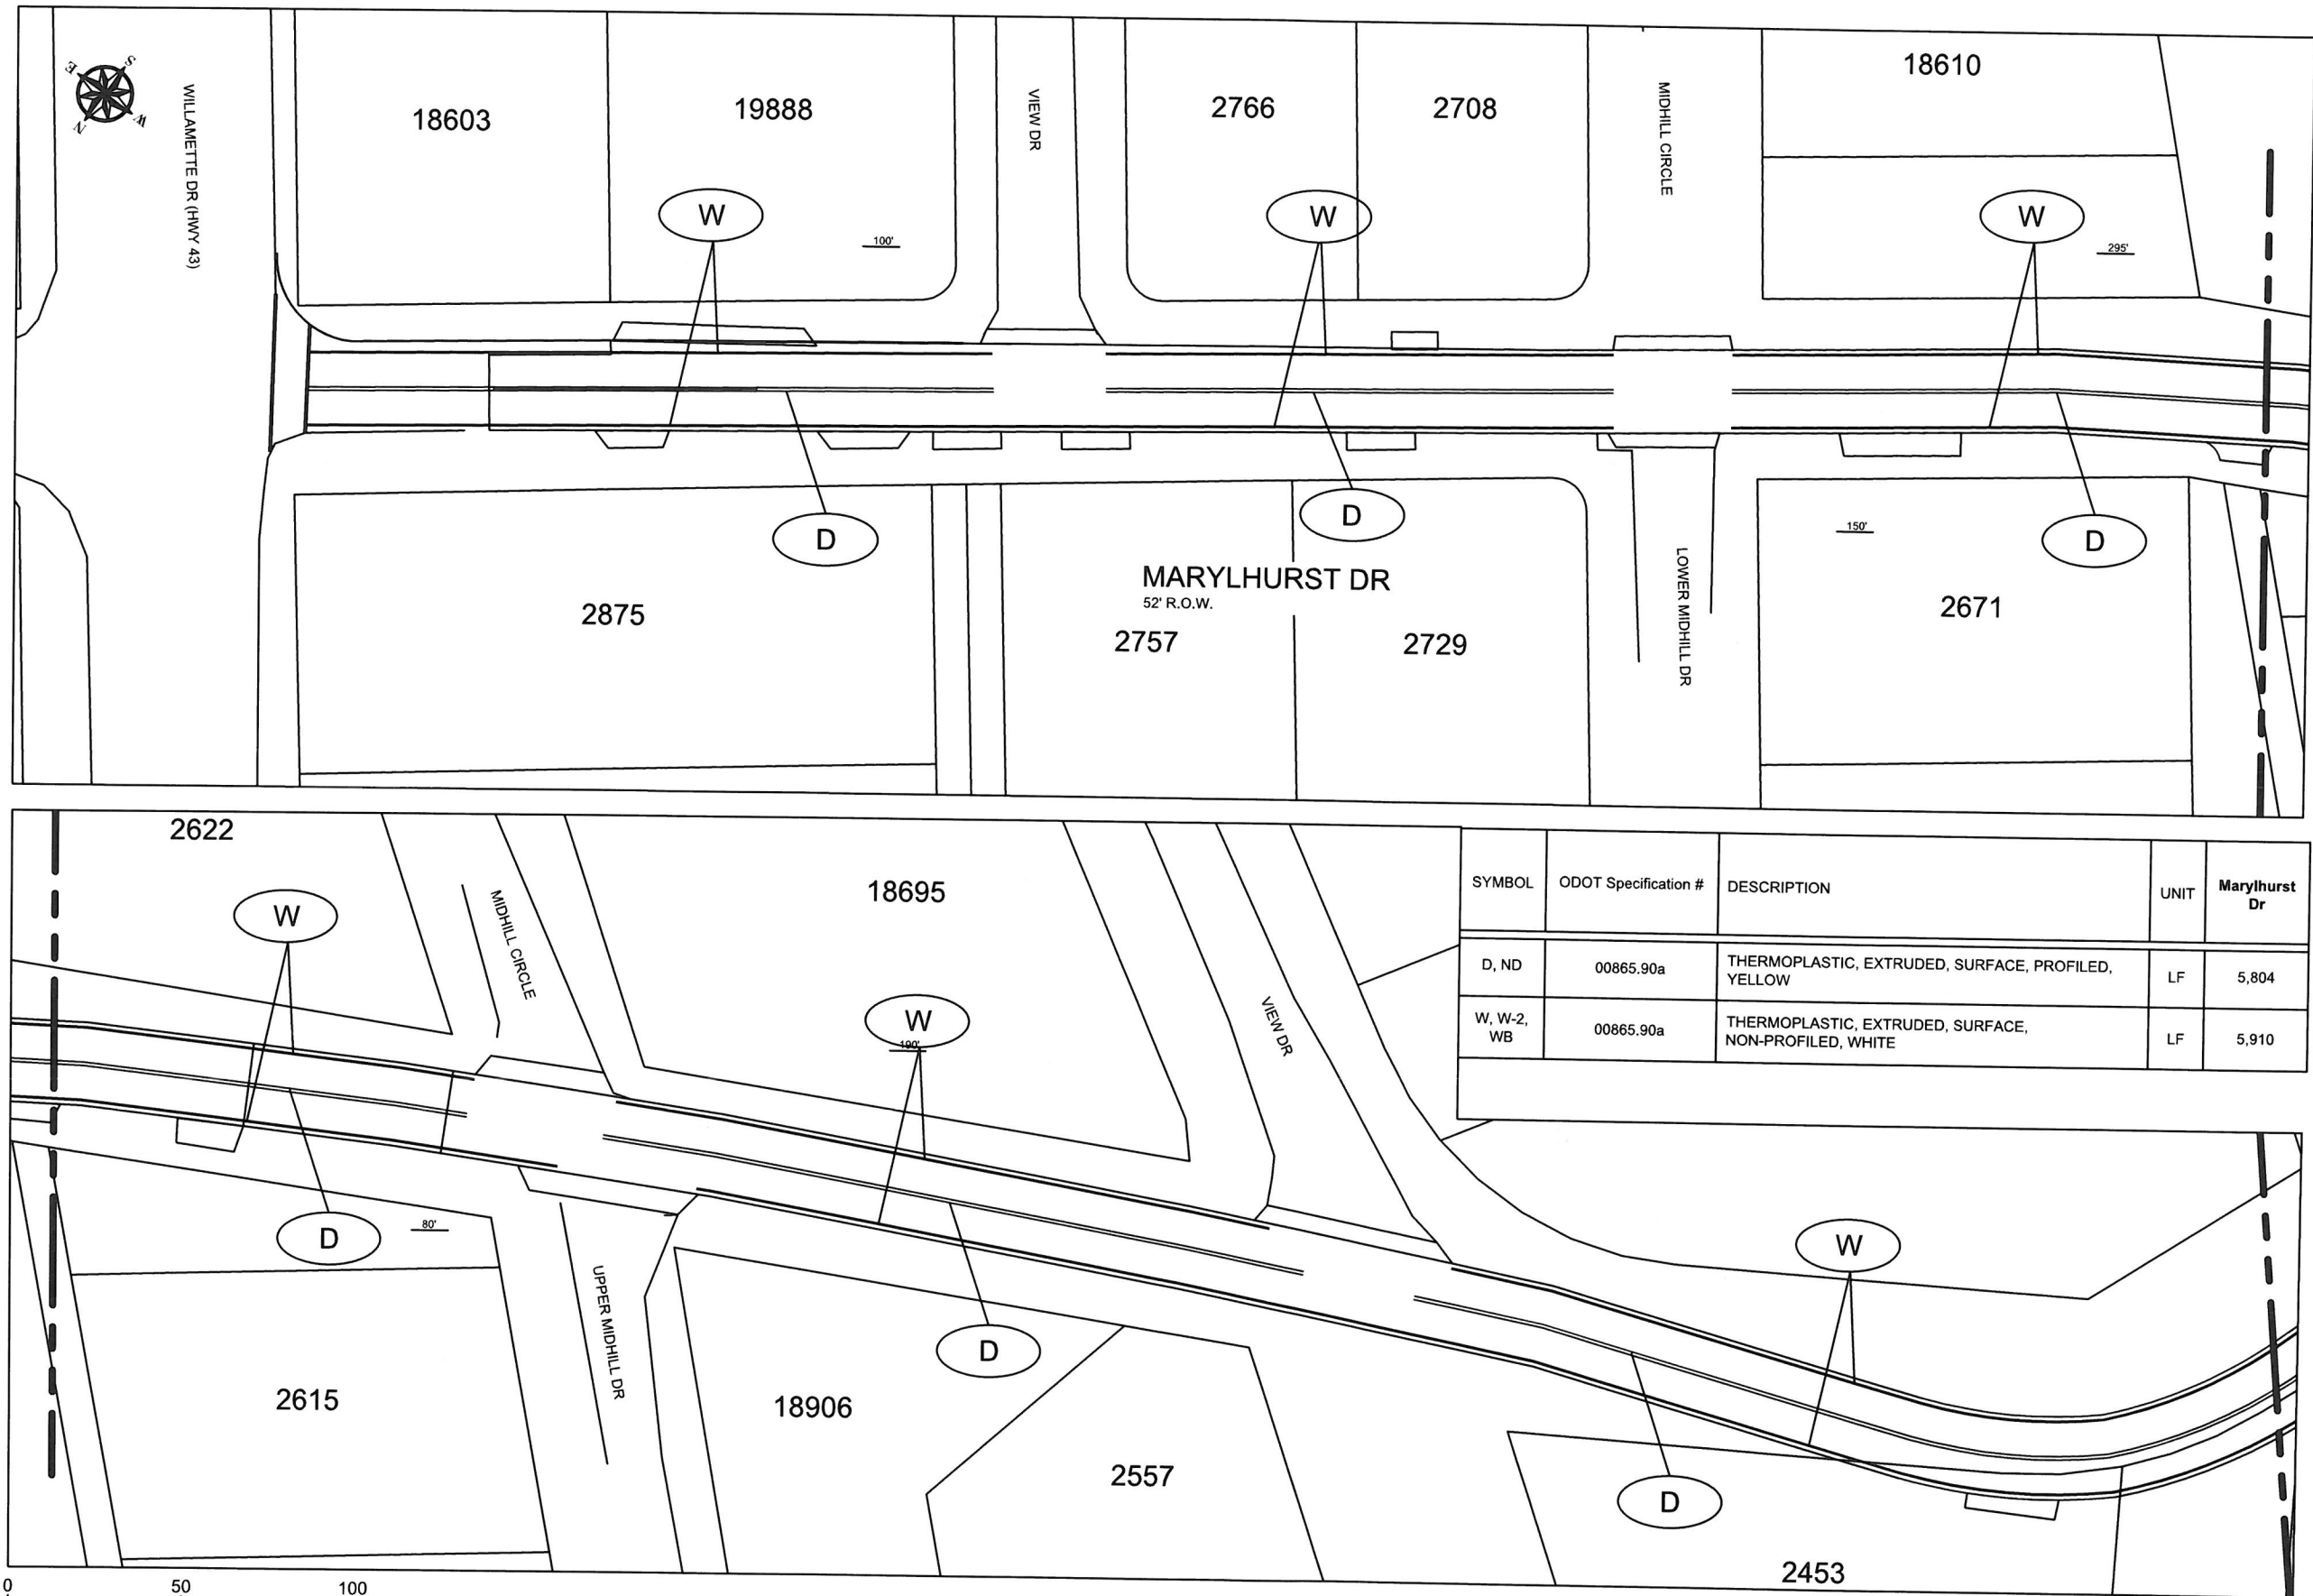 S
E
W
N
WILLAMETTE DR (HWY 43)
18603
19888
VIEW DR
2766
2708
MIDHILL CIRCLE
18610
W
100'
W
W
295'
D
D
D
150'
MARYLHURST DR
52' R.O.W.
2875
2757
2729
LOWER MIDHILL DR
2671
2622
W
MIDHILL CIRCLE
18695
W
190'
VIEW DR
SYMBOL ODOT Specification # DESCRIPTION UNIT Marylhurst
Dr
D, ND 00865.90a THERMOPLASTIC, EXTRUDED, SURFACE, PROFILED,
YELLOW LF 5,804
W, W-2,
WB 00865.90a THERMOPLASTIC, EXTRUDED, SURFACE,
NON-PROFILED, WHITE LF 5,910
D
80'
UPPER MIDHILL DR
W
D
2615
18906
2557
D
2453
0 50 100